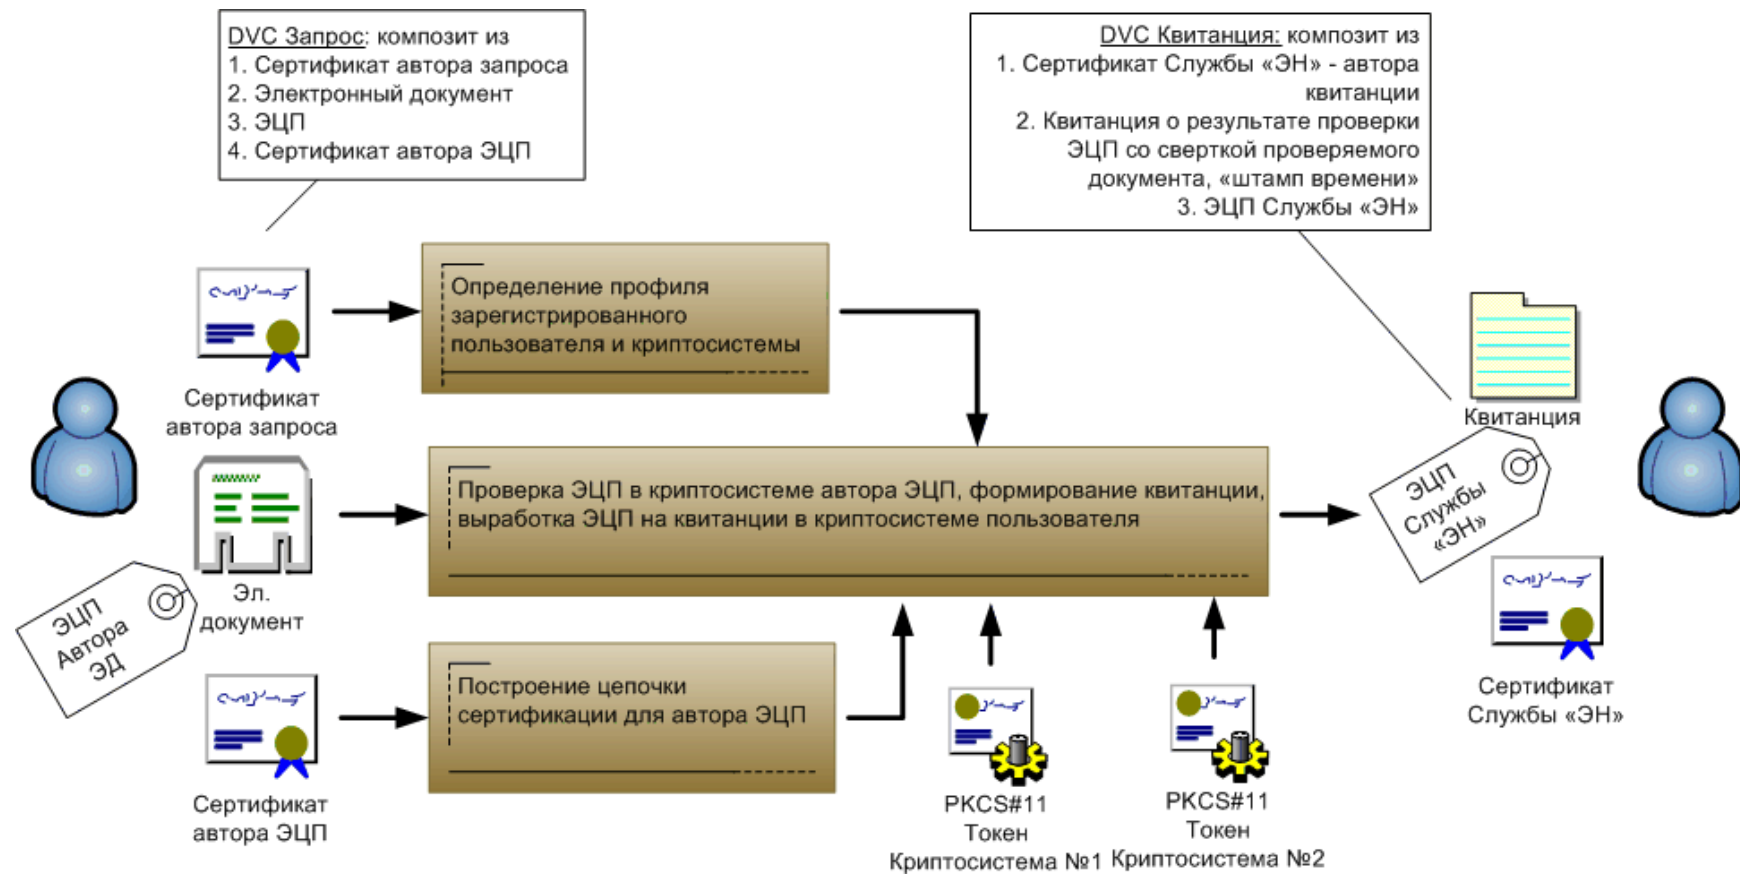 DVC Запрос: композит из
1. Сертификат автора запроса
2. Электронный документ
3. ЭЦП
4. Сертификат автора ЭЦП
DVC Квитанция: композит из
1. Сертификат Службы «ЭН» - автора
квитанции
2. Квитанция о результате проверки
ЭЦП со сверткой проверяемого
документа, «штамп времени»
3. ЭЦП Службы «ЭН»
Определение профиля
зарегистрированного
пользователя и криптосистемы
Сертификат
автора запроса
Квитанция
Проверка ЭЦП в криптосистеме автора ЭЦП, формирование квитанции,
выработка ЭЦП на квитанции в криптосистеме пользователя
ЭЦП
Службы
«ЭН»
Эл.
документ
ЭЦП
Автора
ЭД
Построение цепочки
сертификации для автора ЭЦП
Сертификат
Службы «ЭН»
Сертификат
автора ЭЦП
PKCS#11
Токен
Криптосистема №1
PKCS#11
Токен
Криптосистема №2